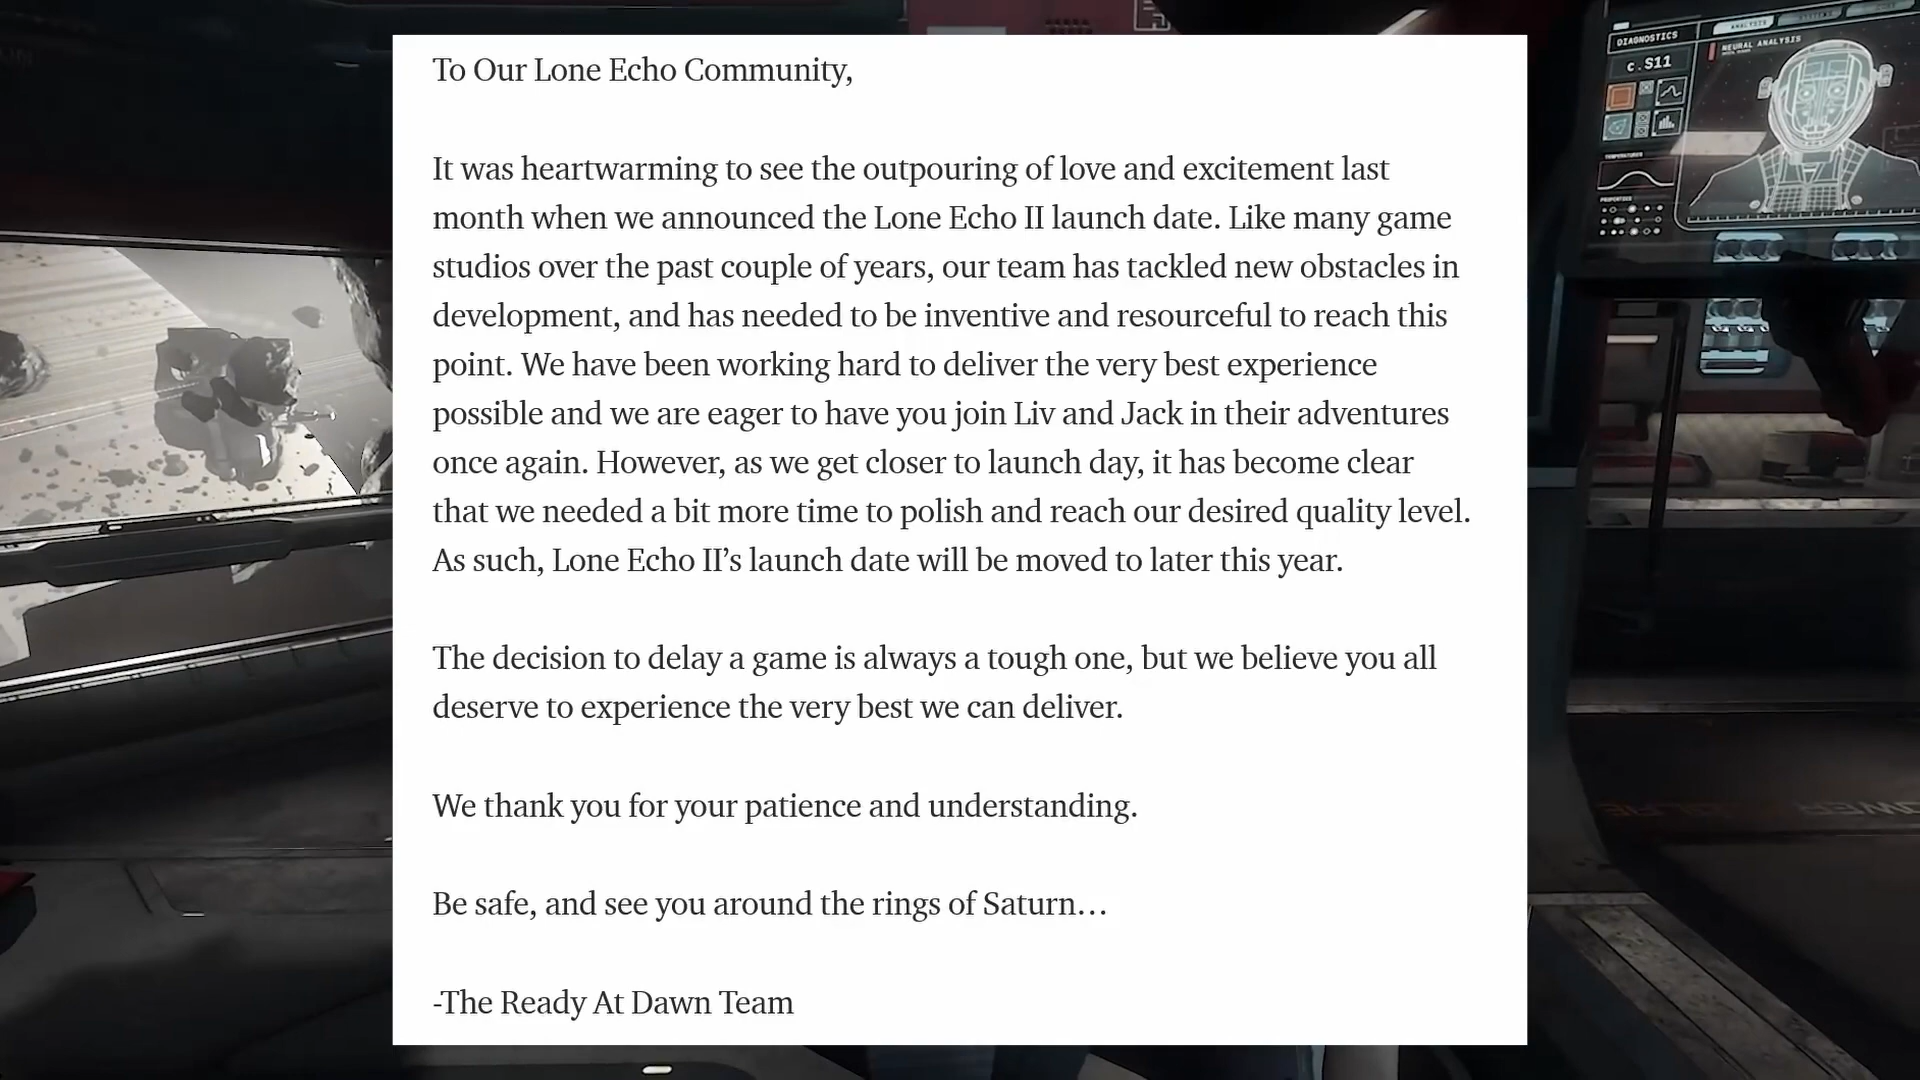 To Our Lone Echo Community,
It was heartwarming to see the outpouring of love and excitement last
month when we announced the Lone Echo II launch date. Like many game
studios over the past couple of years, our team has tackled new obstacles in
development, and has needed to be inventive and resourceful to reach this
point. We have been working hard to deliver the very best experience
possible and we are eager to have you join Liv and Jack in their adventures
once again. However, as we get closer to launch day, it has become clear
that we needed a bit more time to polish and reach our desired quality level.
As such, Lone Echo II’s launch date will be moved to later this year.
The decision to delay a game is always a tough one, but we believe you all
deserve to experience the very best we can deliver.
We thank you for your patience and understanding.
Be safe, and see you around the rings of Saturn…
-The Ready At Dawn Team
DIAGNOSTICS
c.S11
ANALYSIS
NEURAL ANALYSIS